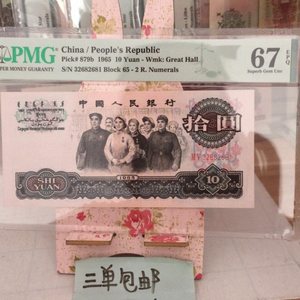 PMG
PAPER MONEY GUARANTY
China / People's Republic
Pick# 879b 1965 10 Yuan - Wmk: Great Hall
S/N 32682681 Block 65 - 2 R. Numerals
67
Superb Gem Unc
EPQ
中国人民银行
拾圆
SHI
YUAN
1965
10
三单包邮